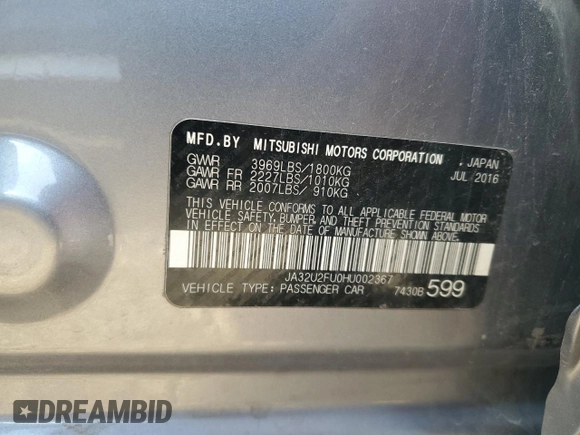 MFD.BY MITSUBISHI MOTORS CORPORATION , JAPAN
GVWR 3969LBS/1800KG JUL 2016
GAWR FR 2227LBS/1010KG
GAWR RR 2007LBS/ 910KG
THIS VEHICLE CONFORMS TO ALL APPLICABLE FEDERAL MOTOR
VEHICLE SAFETY, BUMPER, AND THEFT PREVENTION STANDARDS
IN EFFECT ON THE DATE OF MANUFACTURE SHOWN ABOVE.
JA32U2FU0HU002367
VEHICLE TYPE: PASSENGER CAR 7430B599
DREAMBID